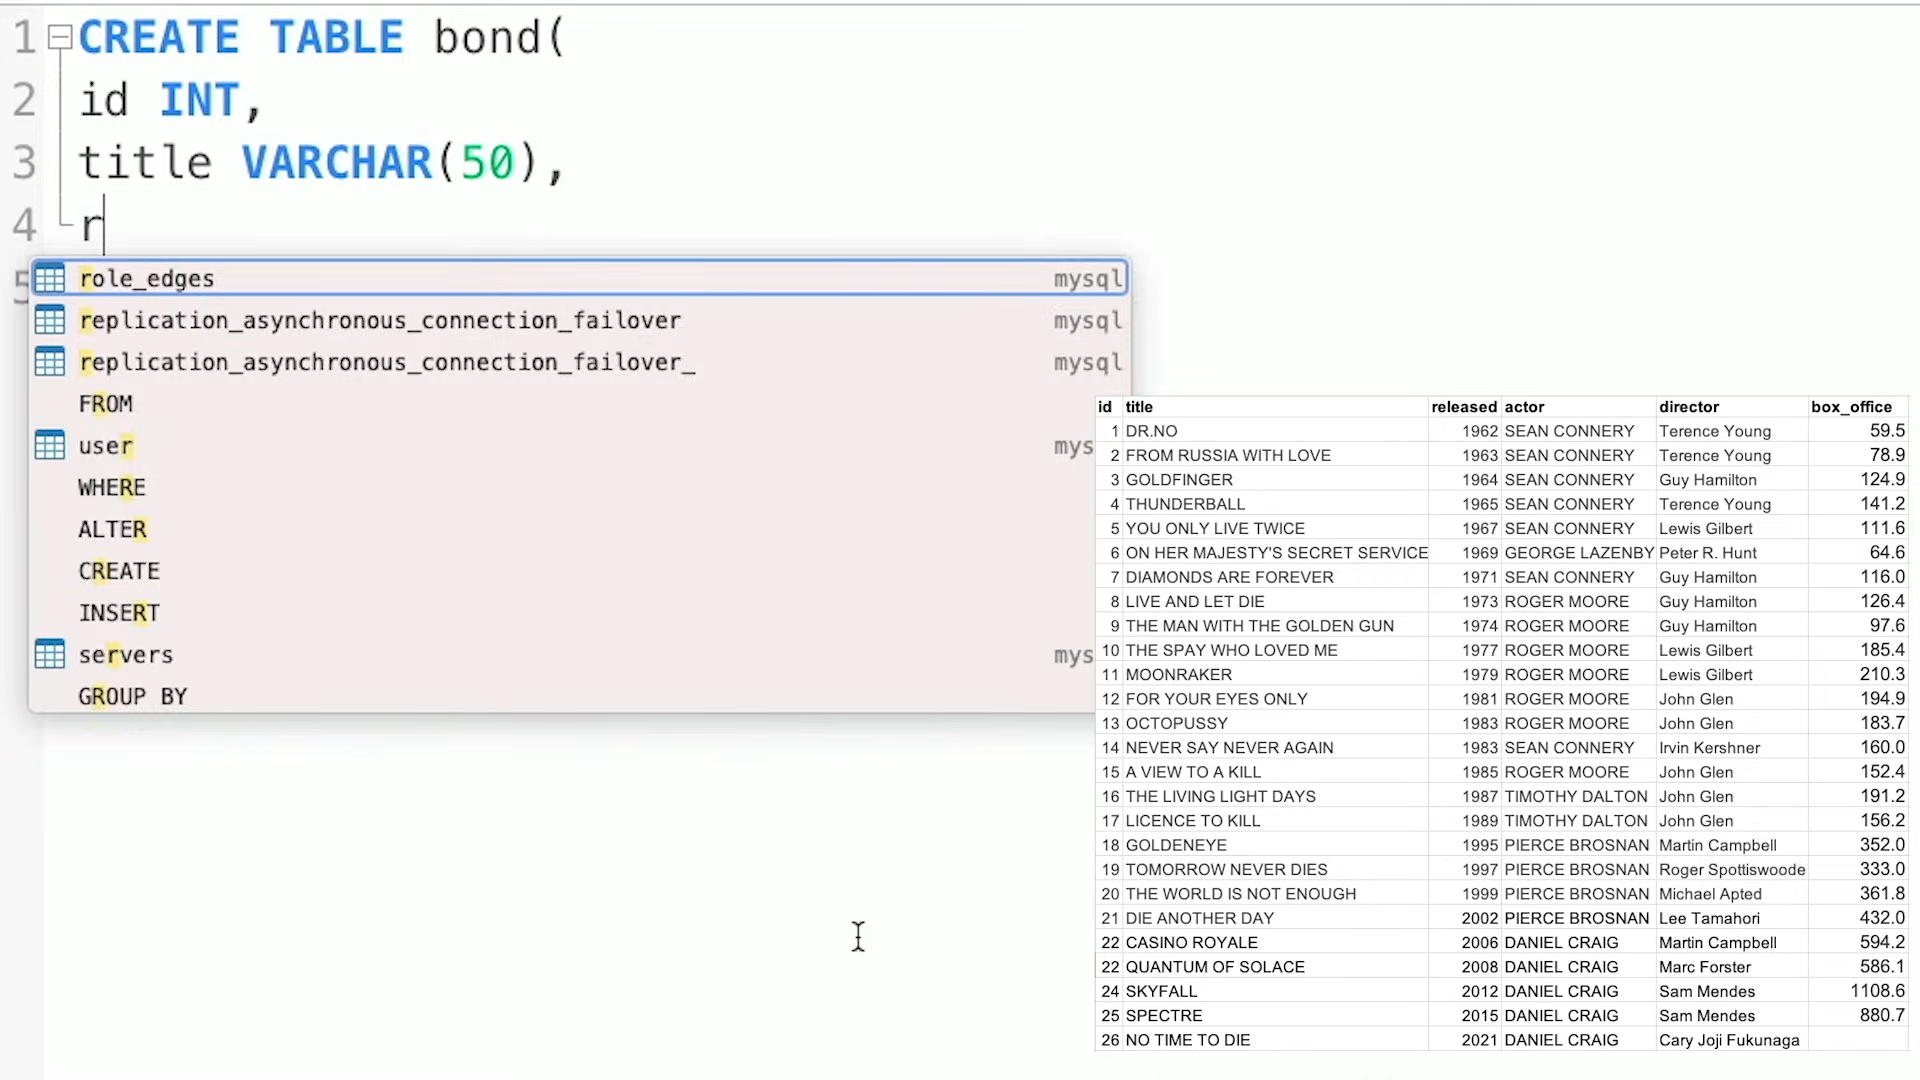 1 CREATE TABLE bond(
2 id INT,
3 title VARCHAR(50),
4 r
5
role_edges mysql
replication_asynchronous_connection_failover mysql
replication_asynchronous_connection_failover_ mysql
FROM
user mys
WHERE
ALTER
CREATE
INSERT
servers mys
GROUP BY
id title released actor director box_office
1 DR.NO 1962 SEAN CONNERY Terence Young 59.5
2 FROM RUSSIA WITH LOVE 1963 SEAN CONNERY Terence Young 78.9
3 GOLDFINGER 1964 SEAN CONNERY Guy Hamilton 124.9
4 THUNDERBALL 1965 SEAN CONNERY Terence Young 141.2
5 YOU ONLY LIVE TWICE 1967 SEAN CONNERY Lewis Gilbert 111.6
6 ON HER MAJESTY'S SECRET SERVICE 1969 GEORGE LAZENBY Peter R. Hunt 64.6
7 DIAMONDS ARE FOREVER 1971 SEAN CONNERY Guy Hamilton 116.0
8 LIVE AND LET DIE 1973 ROGER MOORE Guy Hamilton 126.4
9 THE MAN WITH THE GOLDEN GUN 1974 ROGER MOORE Guy Hamilton 97.6
10 THE SPAY WHO LOVED ME 1977 ROGER MOORE Lewis Gilbert 185.4
11 MOONRAKER 1979 ROGER MOORE Lewis Gilbert 210.3
12 FOR YOUR EYES ONLY 1981 ROGER MOORE John Glen 194.9
13 OCTOPUSSY 1983 ROGER MOORE John Glen 183.7
14 NEVER SAY NEVER AGAIN 1983 SEAN CONNERY Irvin Kershner 160.0
15 A VIEW TO A KILL 1985 ROGER MOORE John Glen 152.4
16 THE LIVING LIGHT DAYS 1987 TIMOTHY DALTON John Glen 191.2
17 LICENCE TO KILL 1989 TIMOTHY DALTON John Glen 156.2
18 GOLDENEYE 1995 PIERCE BROSNAN Martin Campbell 352.0
19 TOMORROW NEVER DIES 1997 PIERCE BROSNAN Roger Spottiswoode 333.0
20 THE WORLD IS NOT ENOUGH 1999 PIERCE BROSNAN Michael Apted 361.8
21 DIE ANOTHER DAY 2002 PIERCE BROSNAN Lee Tamahori 432.0
22 CASINO ROYALE 2006 DANIEL CRAIG Martin Campbell 594.2
22 QUANTUM OF SOLACE 2008 DANIEL CRAIG Marc Forster 586.1
24 SKYFALL 2012 DANIEL CRAIG Sam Mendes 1108.6
25 SPECTRE 2015 DANIEL CRAIG Sam Mendes 880.7
26 NO TIME TO DIE 2021 DANIEL CRAIG Cary Joji Fukunaga